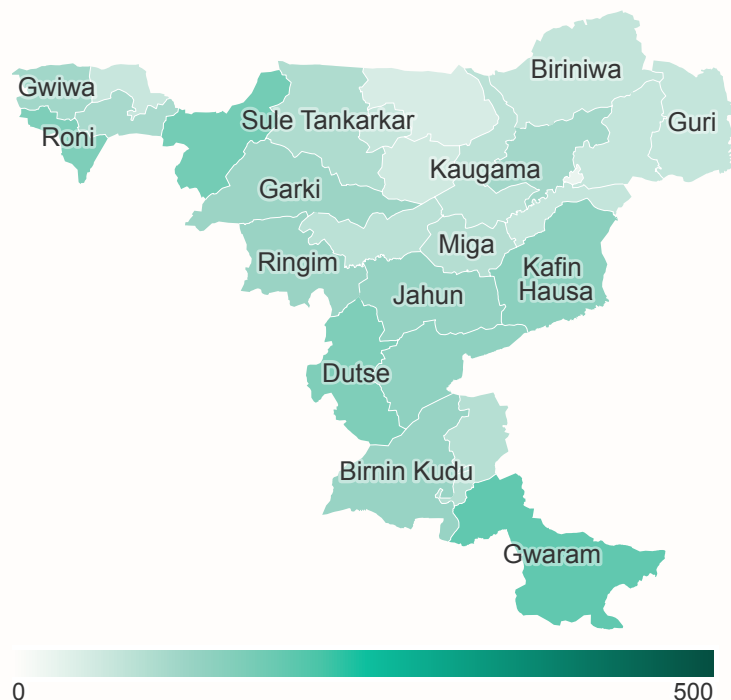 Biriniwa
Gwiwa
Sule Tankarkar
Guri
Roni
Kaugama
Garki
Miga
Ringim
Kafin
Hausa
Jahun
Dutse
Birnin Kudu
Gwaram
0
500